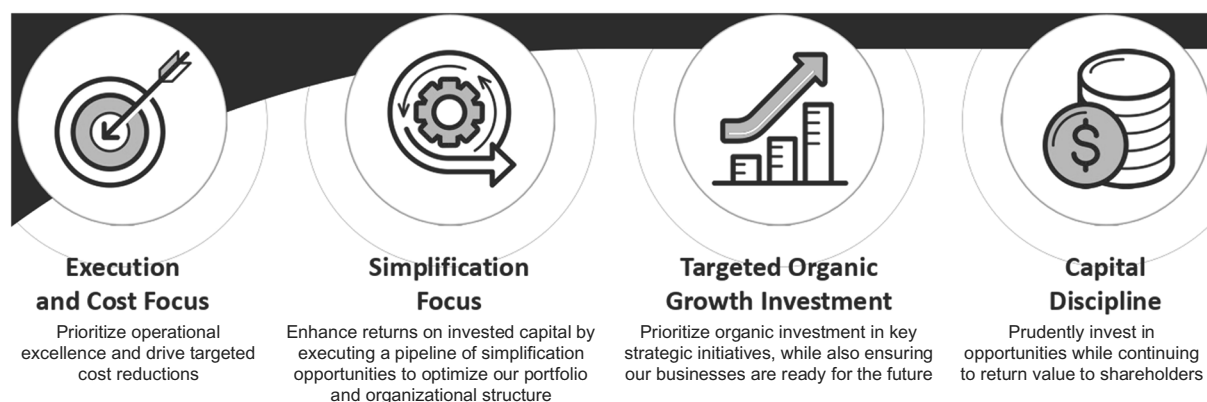 $
Execution
and Cost Focus
Prioritize operational
excellence and drive targeted
cost reductions
Simplification
Focus
Enhance returns on invested capital by
executing a pipeline of simplification
opportunities to optimize our portfolio
and organizational structure
Targeted Organic
Growth Investment
Prioritize organic investment in key
strategic initiatives, while also ensuring
our businesses are ready for the future
Capital
Discipline
Prudently invest in
opportunities while continuing
to return value to shareholders